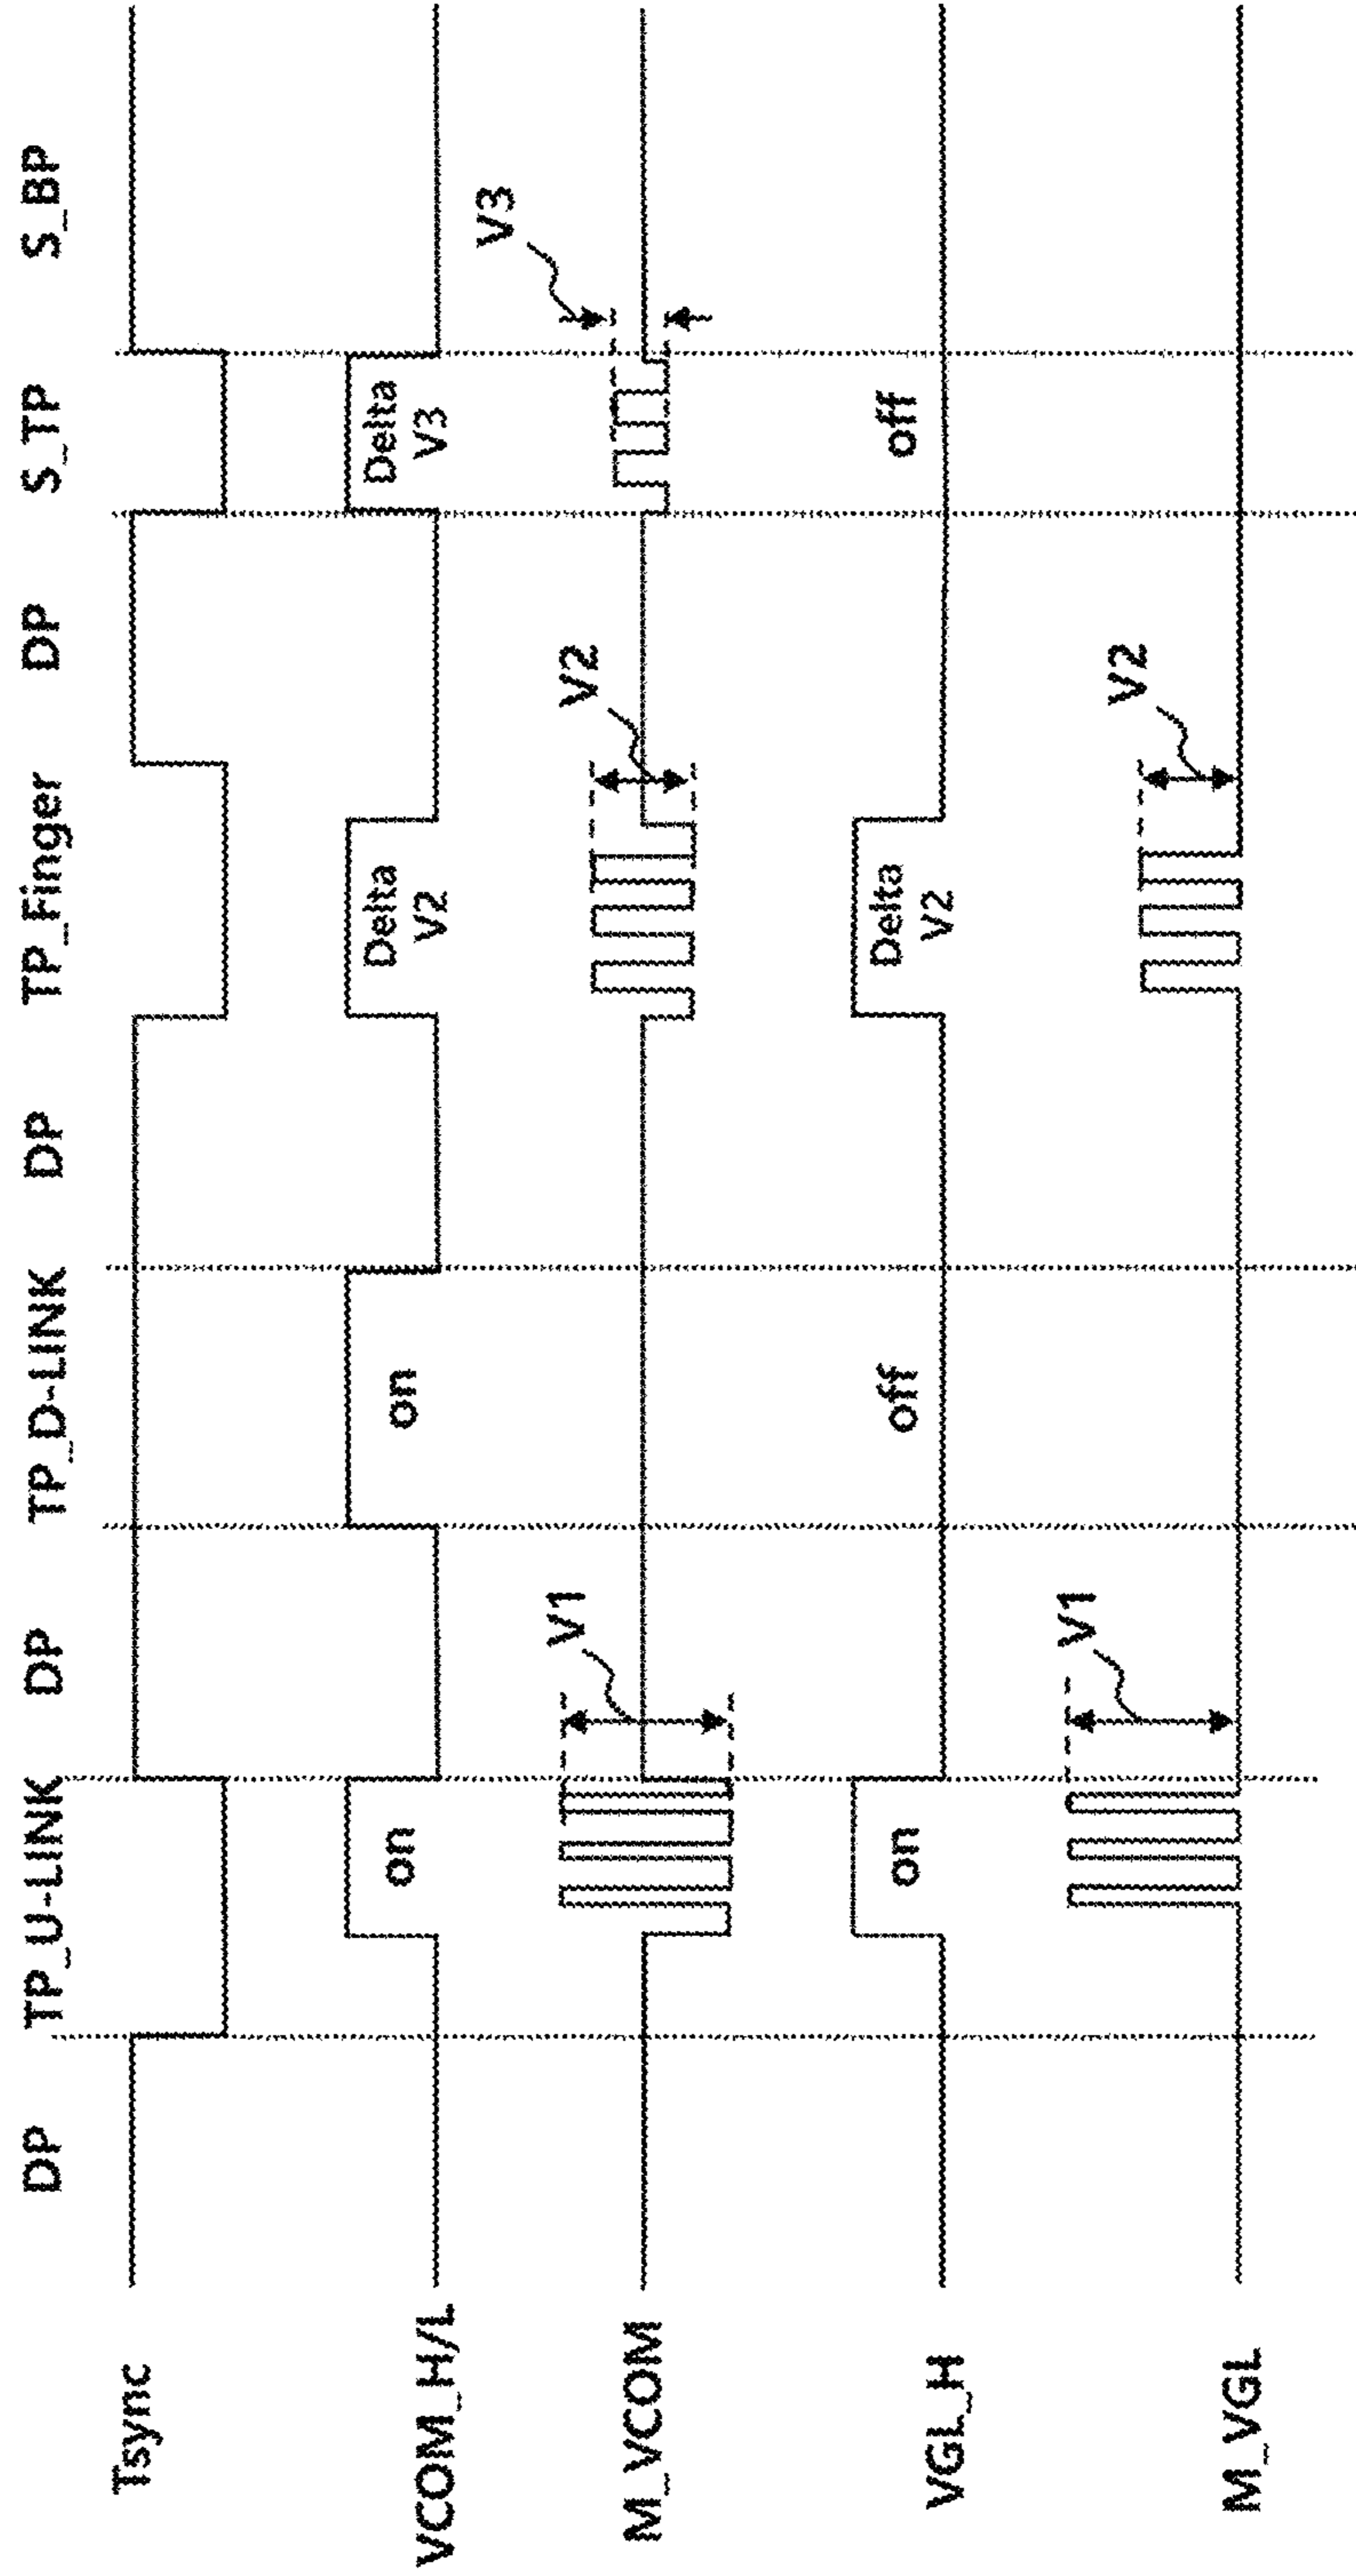 DP TP_U-LINK DP TP_D-LINK DP TP_Finger DP S_TP S_BP
Tsync
VCOM_H/L on on Delta V2 Delta V3
M_VCOM V1 V2 V3
VGL_H on off Delta V2 off
M_VGL V1 V2